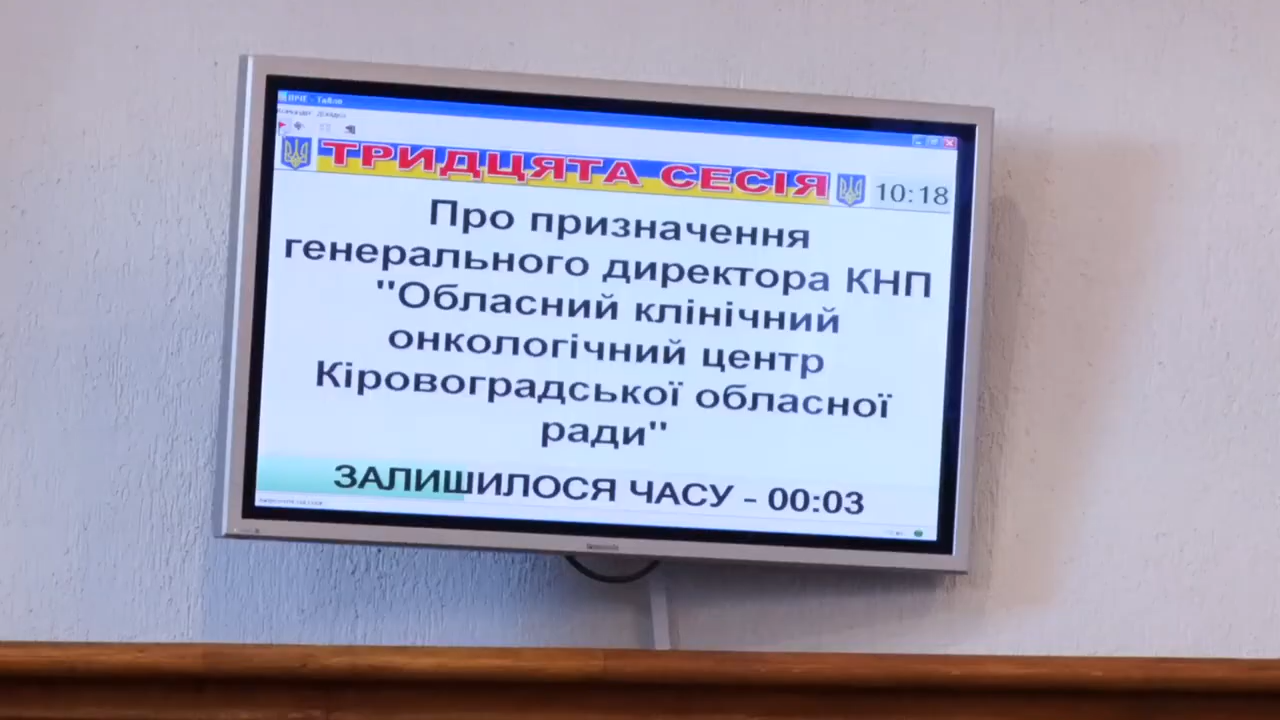 ТРИДЦЯТА СЕСІЯ
10:18
Про призначення
генерального директора КНП
"Обласний клінічний
онкологічний центр
Кіровоградської обласної
ради"
ЗАЛИШИЛОСЯ ЧАСУ - 00:03